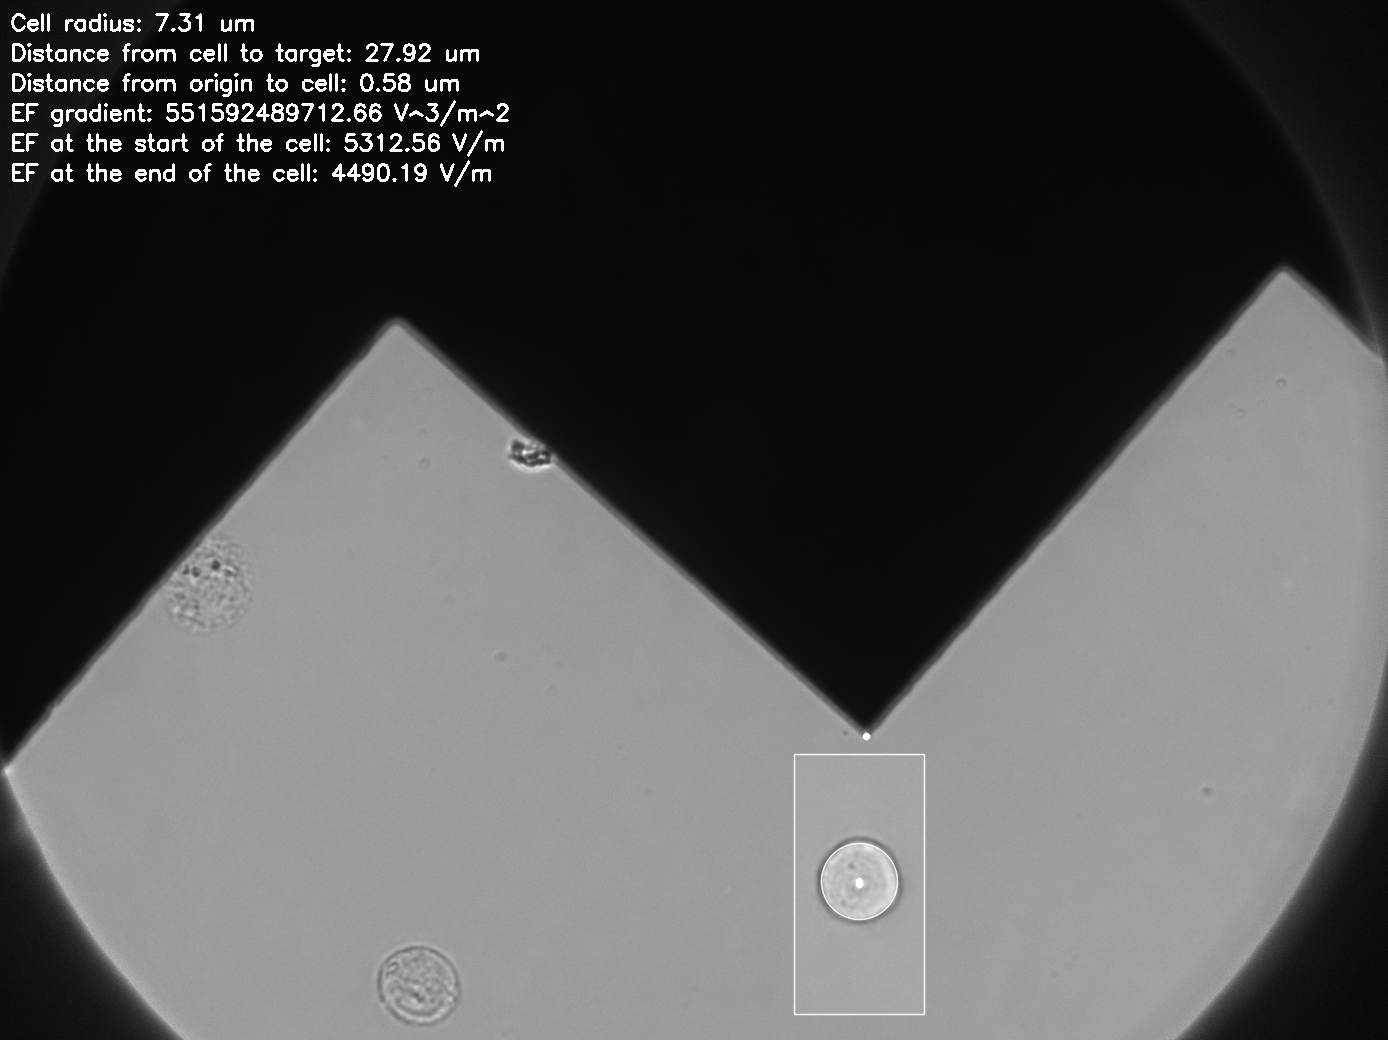 Cell radius: 7.31 um
Distance from cell to target: 27.92 um
Distance from origin to cell: 0.58 um
EF gradient: 551592489712.66 V^3/m^2
EF at the start of the cell: 5312.56 V/m
EF at the end of the cell: 4490.19 V/m